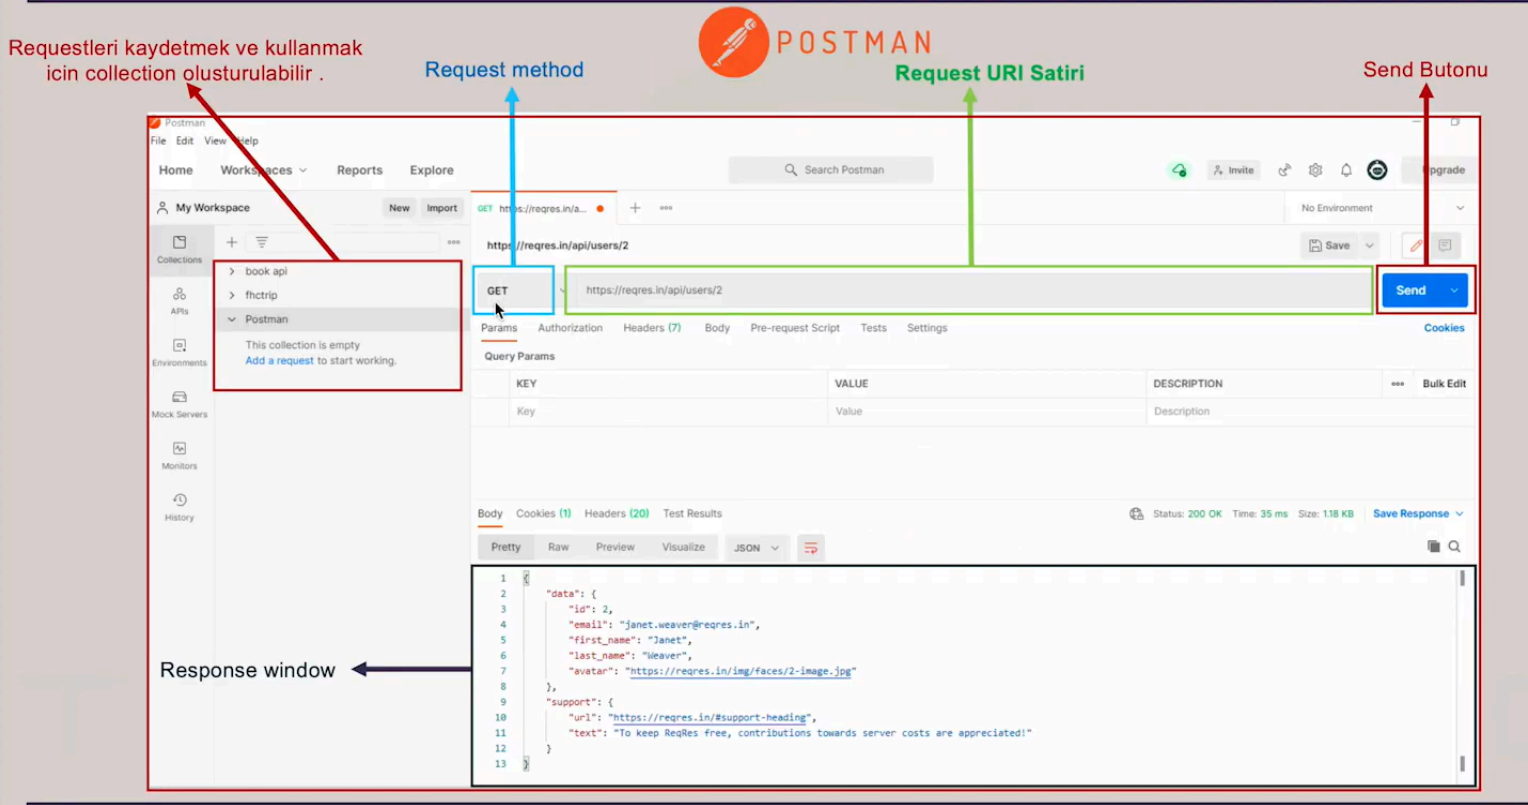 Requestleri kaydetmek ve kullanmak
icin collection olusturulabilir .
Request method
POSTMAN
Request URI Satiri
Send Butonu
Postman
File Edit View Help
Home Workspaces Reports Explore
Search Postman
Invite
Upgrade
My Workspace
New Import
GET https://reqres.in/a...
No Environment
Collections
APIs
Environments
Mock Servers
Monitors
History
book api
fhctrip
Postman
This collection is empty
Add a request to start working.
https://reqres.in/api/users/2
Save
GET
https://reqres.in/api/users/2
Send
Params Authorization Headers (7) Body Pre-request Script Tests Settings
Cookies
Query Params
KEY VALUE DESCRIPTION
Bulk Edit
Key Value Description
Body Cookies (1) Headers (20) Test Results
Status: 200 OK Time: 35 ms Size: 1.18 KB
Save Response
Pretty Raw Preview Visualize JSON
1 {
2 "data": {
3 "id": 2,
4 "email": "janet.weaver@reqres.in",
5 "first_name": "Janet",
6 "last_name": "Weaver",
7 "avatar": "https://reqres.in/img/faces/2-image.jpg"
8 },
9 "support": {
10 "url": "https://reqres.in/#support-heading",
11 "text": "To keep ReqRes free, contributions towards server costs are appreciated!"
12 }
13 }
Response window